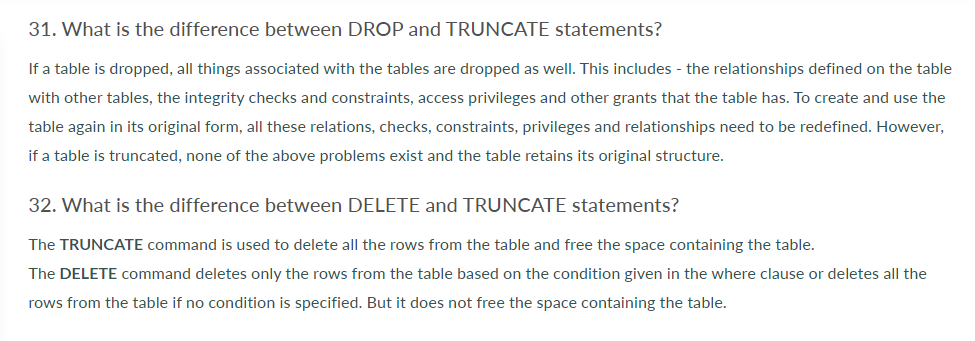 31. What is the difference between DROP and TRUNCATE statements?
If a table is dropped, all things associated with the tables are dropped as well. This includes - the relationships defined on the table
with other tables, the integrity checks and constraints, access privileges and other grants that the table has. To create and use the
table again in its original form, all these relations, checks, constraints, privileges and relationships need to be redefined. However,
if a table is truncated, none of the above problems exist and the table retains its original structure.
32. What is the difference between DELETE and TRUNCATE statements?
The TRUNCATE command is used to delete all the rows from the table and free the space containing the table.
The DELETE command deletes only the rows from the table based on the condition given in the where clause or deletes all the
rows from the table if no condition is specified. But it does not free the space containing the table.